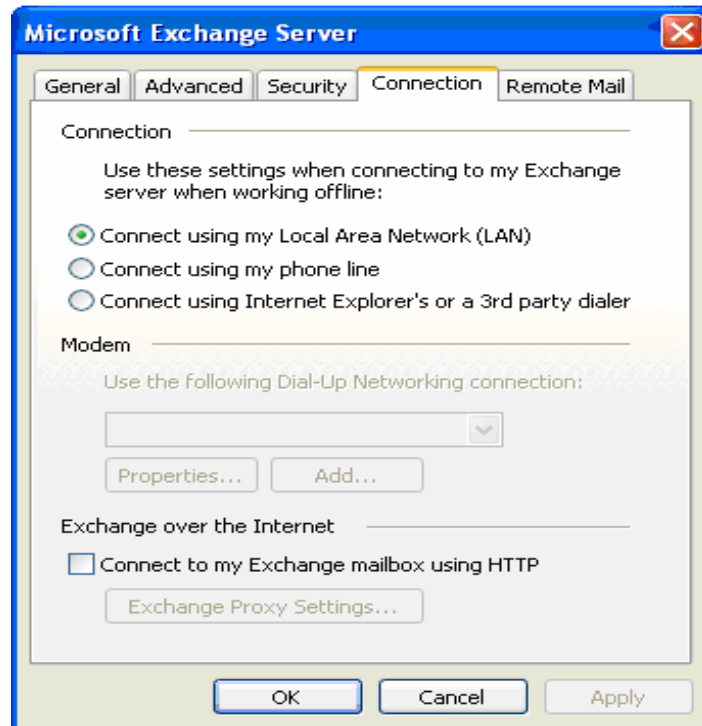 Microsoft Exchange Server
General Advanced Security Connection Remote Mail
Connection
Use these settings when connecting to my Exchange
server when working offline:
Connect using my Local Area Network (LAN)
Connect using my phone line
Connect using Internet Explorer's or a 3rd party dialer
Modem
Use the following Dial-Up Networking connection:
Properties... Add...
Exchange over the Internet
Connect to my Exchange mailbox using HTTP
Exchange Proxy Settings...
OK Cancel Apply